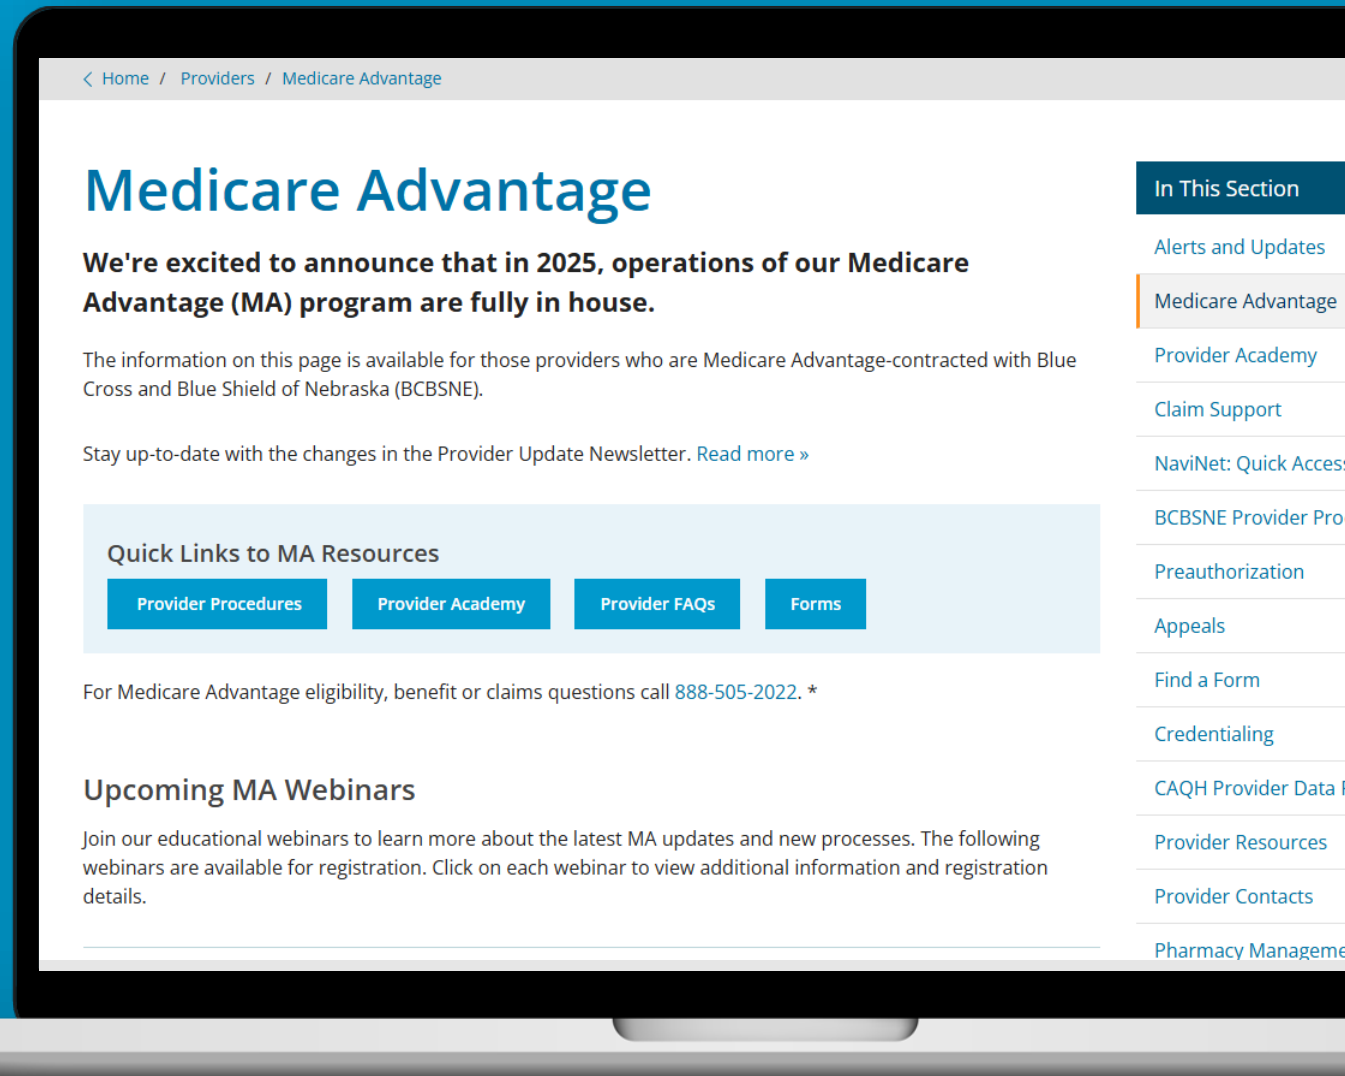 Home / Providers / Medicare Advantage
Medicare Advantage
We're excited to announce that in 2025, operations of our Medicare
Advantage (MA) program are fully in house.
The information on this page is available for those providers who are Medicare Advantage-contracted with Blue
Cross and Blue Shield of Nebraska (BCBSNE).
Stay up-to-date with the changes in the Provider Update Newsletter. Read more »
Quick Links to MA Resources
Provider Procedures Provider Academy Provider FAQs Forms
For Medicare Advantage eligibility, benefit or claims questions call 888-505-2022. *
Upcoming MA Webinars
Join our educational webinars to learn more about the latest MA updates and new processes. The following
webinars are available for registration. Click on each webinar to view additional information and registration
details.
In This Section
Alerts and Updates
Medicare Advantage
Provider Academy
Claim Support
NaviNet: Quick
BCBSNE Provider
Preauthorization
Appeals
Find a Form
Credentialing
CAQH Provider Data
Provider Resources
Provider Contacts
Pharmacy